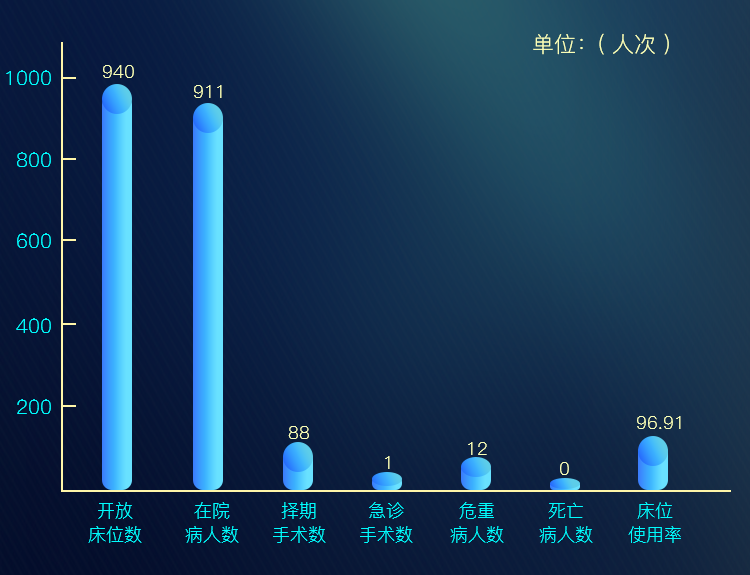 单位：（人次）
1000
800
600
400
200
940
911
88
1
12
0
96.91
开放
床位数
在院
病人数
择期
手术数
急诊
手术数
危重
病人数
死亡
病人数
床位
使用率